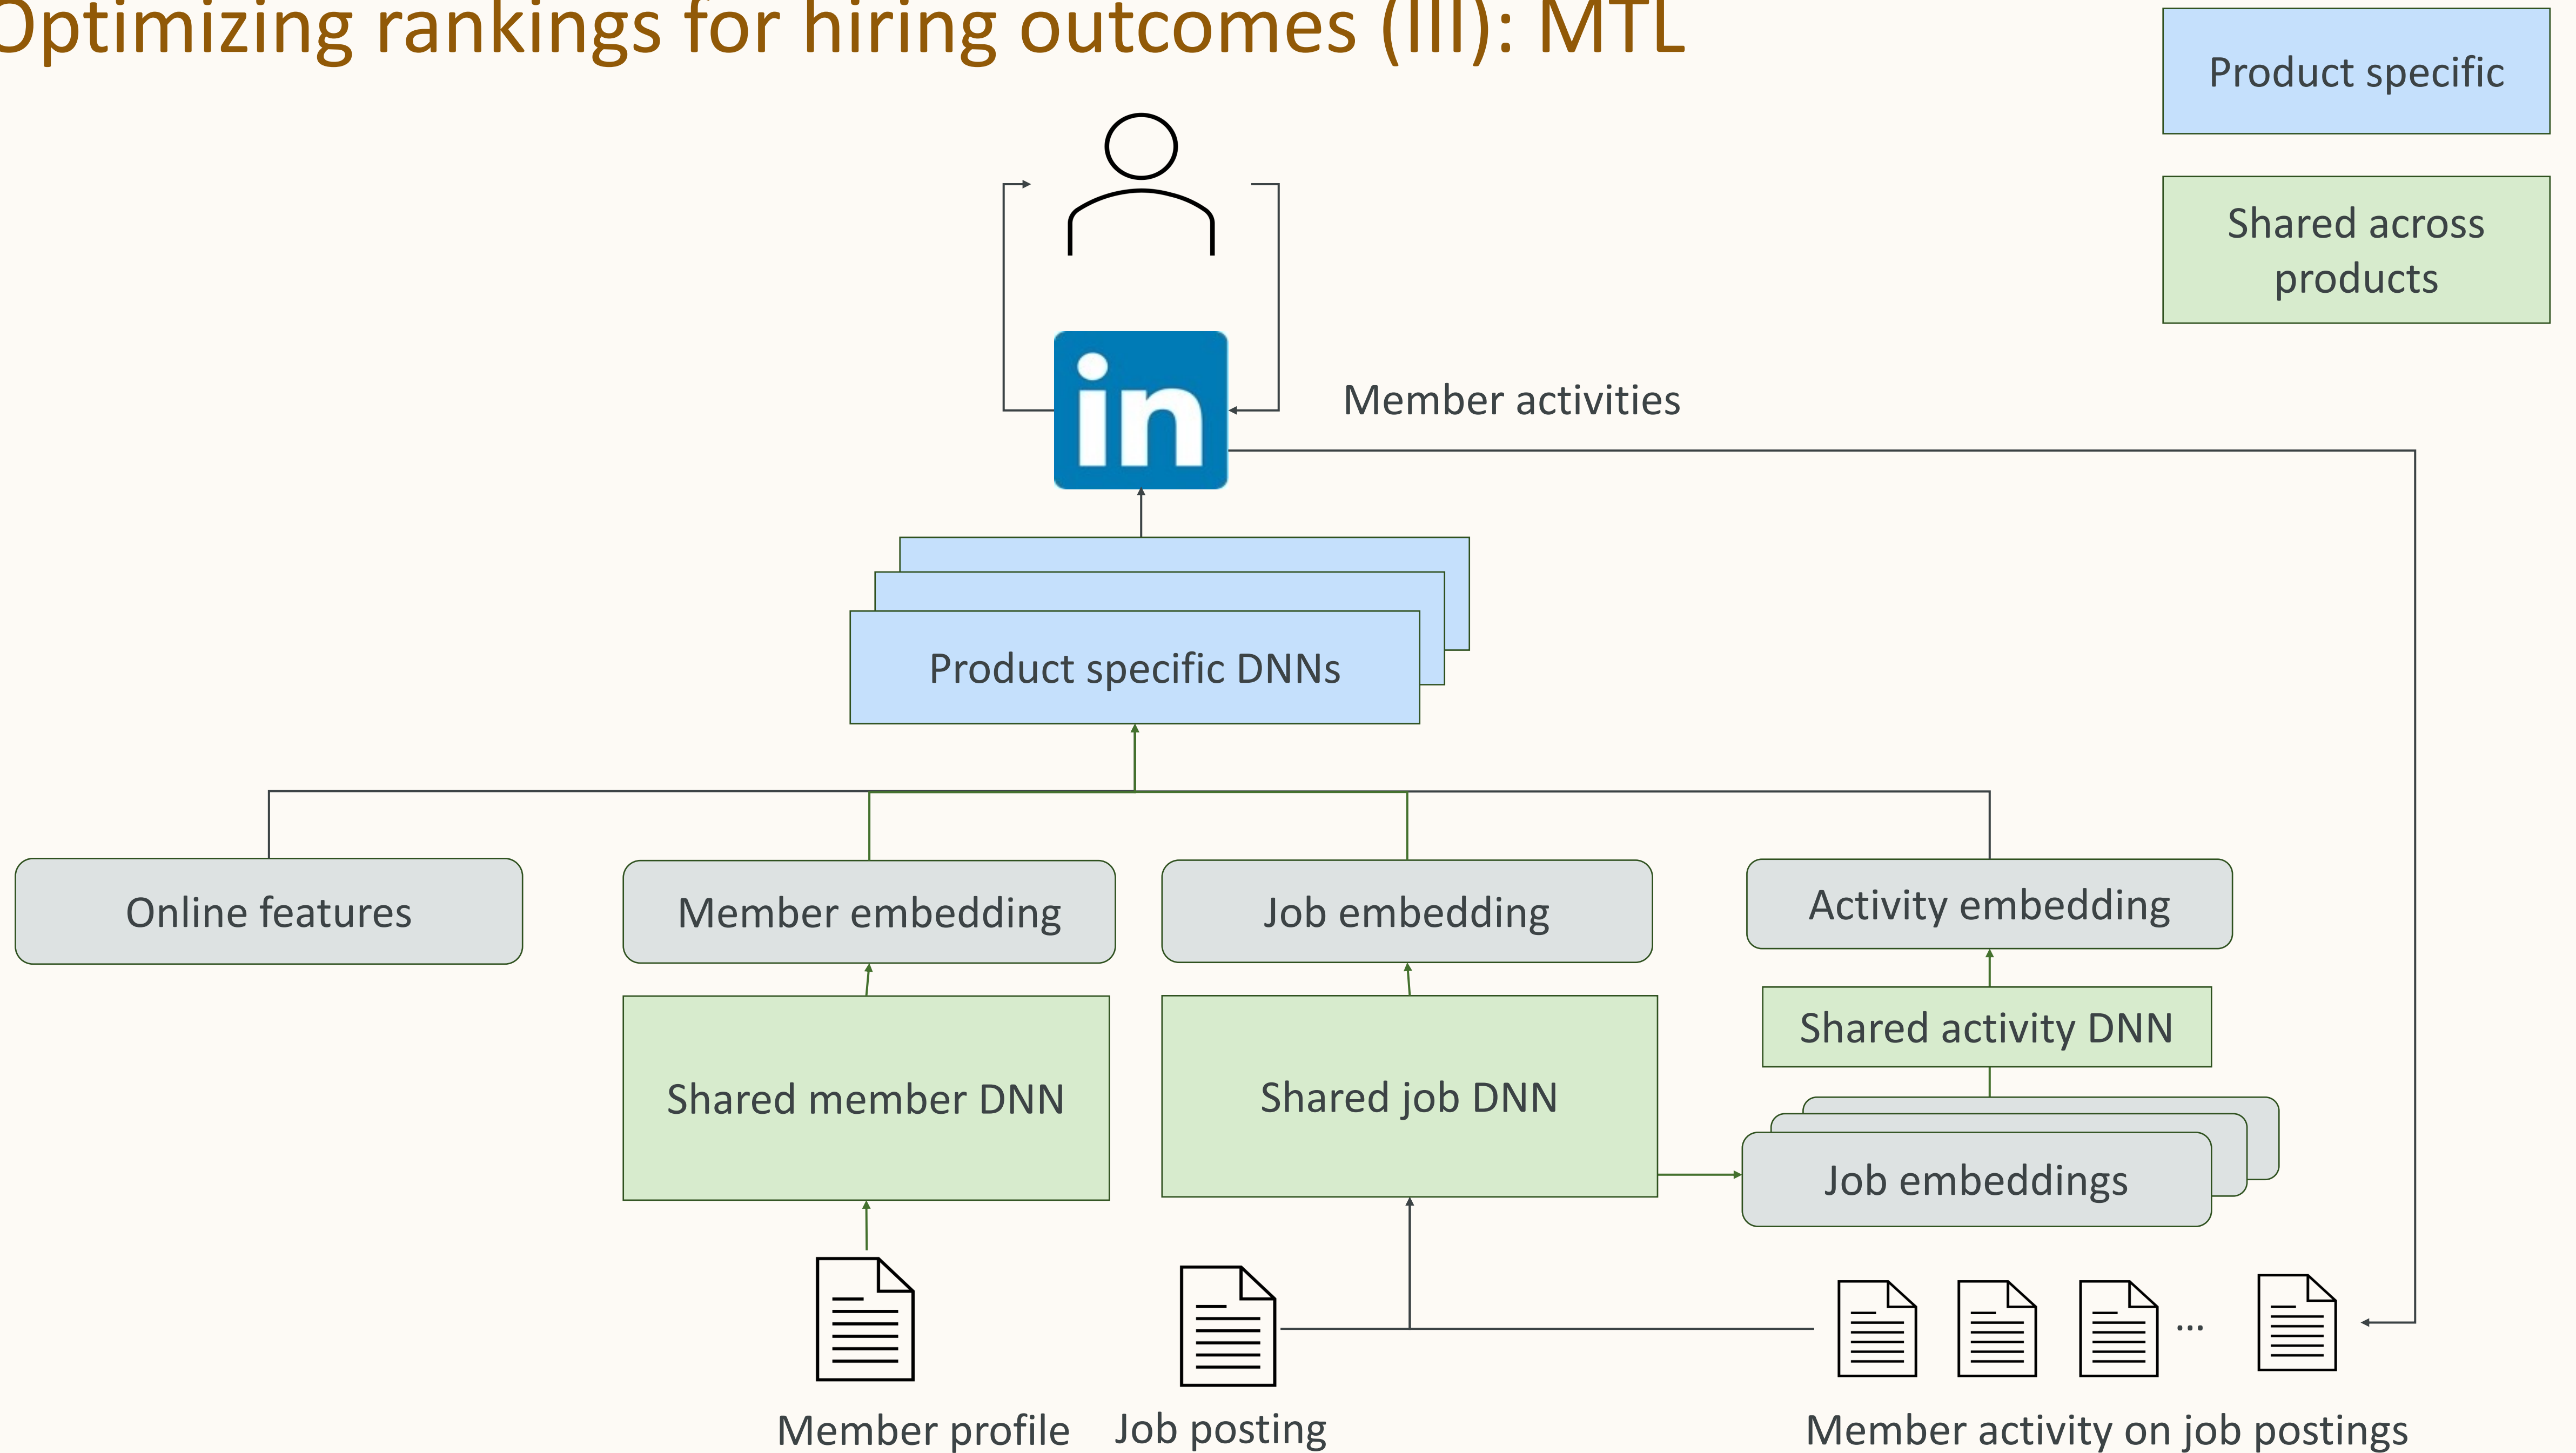 Optimizing rankings for hiring outcomes (III): MTL
Product specific
Shared across
products
in
Member activities
Product specific DNNs
Online features
Member embedding
Job embedding
Activity embedding
Shared member DNN
Shared job DNN
Shared activity DNN
Job embeddings
...
Member profile
Job posting
Member activity on job postings